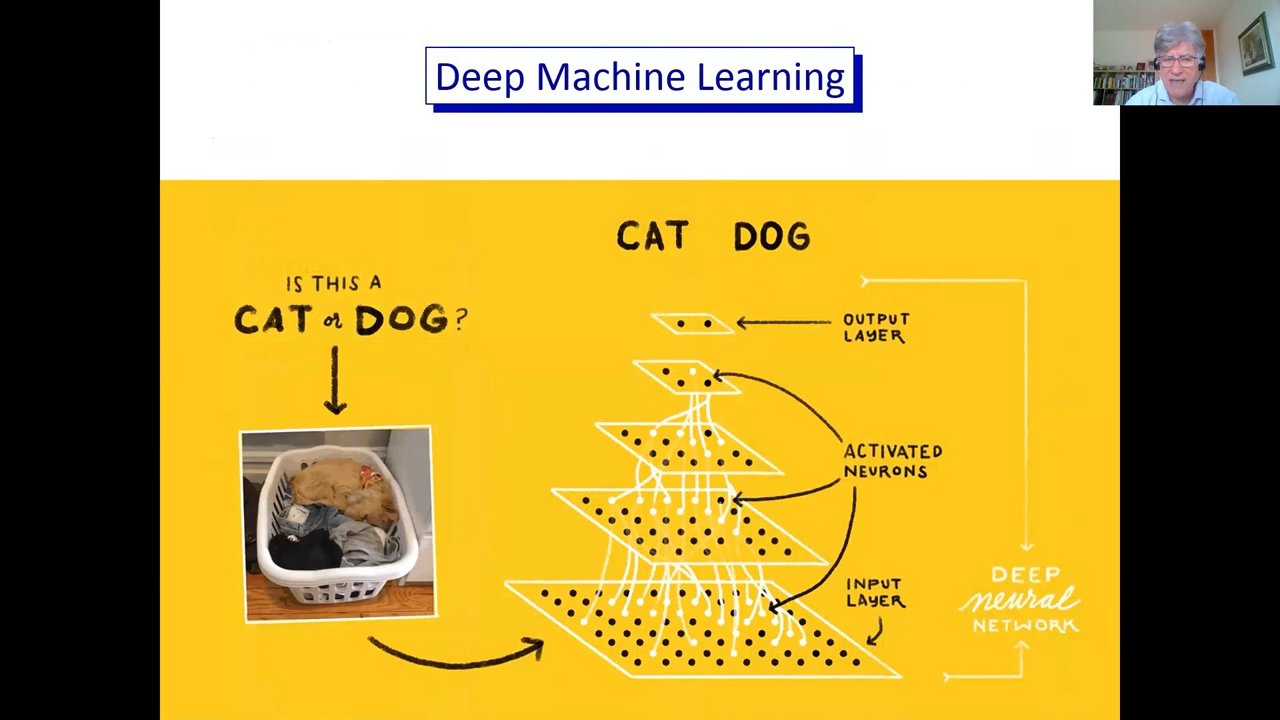 Deep Machine Learning
IS THIS A
CAT or DOG?
CAT DOG
OUTPUT
LAYER
ACTIVATED
NEURONS
INPUT
LAYER
DEEP
neural
NETWORK